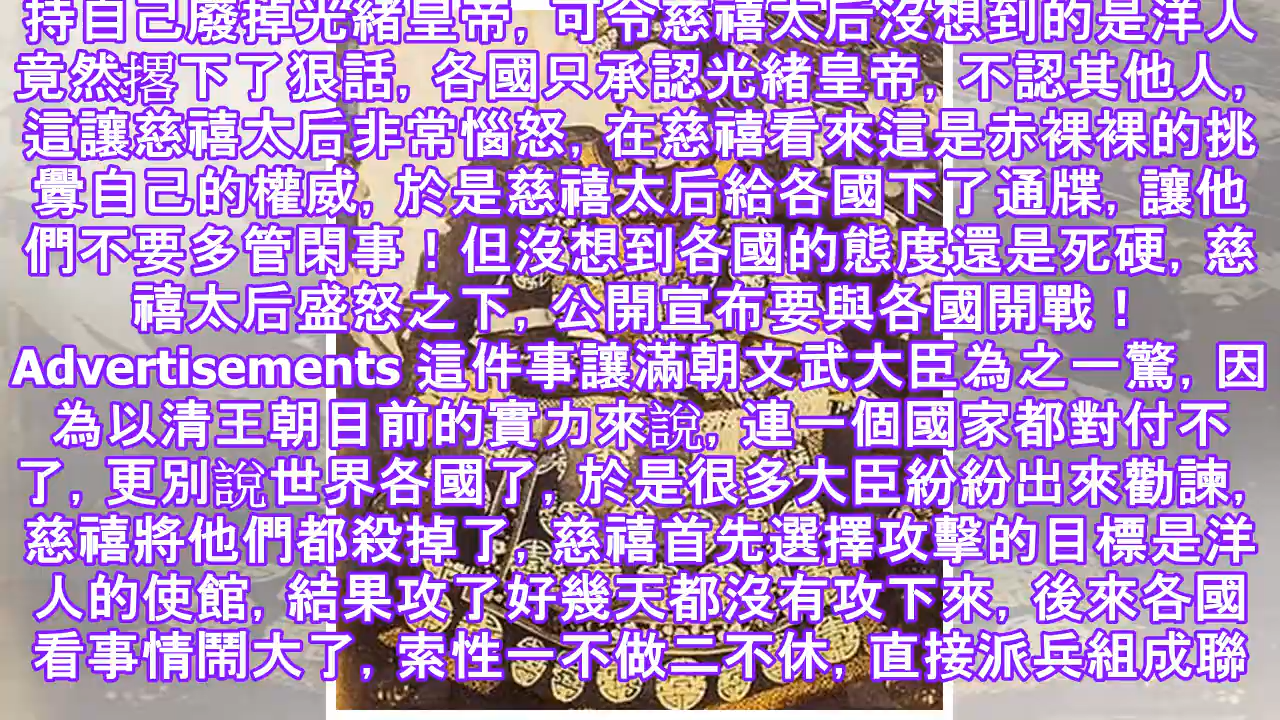 持自己廢掉光緒皇帝, 可令慈禧太后沒想到的是洋人
竟然撂下了狠話, 各國只承認光緒皇帝, 不認其他人,
這讓慈禧太后非常惱怒, 在慈禧看來這是赤裸裸的挑
釁自己的權威, 於是慈禧太后給各國下了通牒, 讓他
們不要多管閑事！但沒想到各國的態度還是死硬, 慈
禧太后盛怒之下, 公開宣布要與各國開戰！
Advertisements 這件事讓滿朝文武大臣為之一驚, 因
為以清王朝目前的實力來說, 連一個國家都對付不
了, 更別說世界各國了, 於是很多大臣紛紛出來勸諫,
慈禧將他們都殺掉了, 慈禧首先選擇攻擊的目標是洋
人的使館, 結果攻了好幾天都沒有攻下來, 後來各國
看事情鬧大了, 索性一不做二不休, 直接派兵組成聯